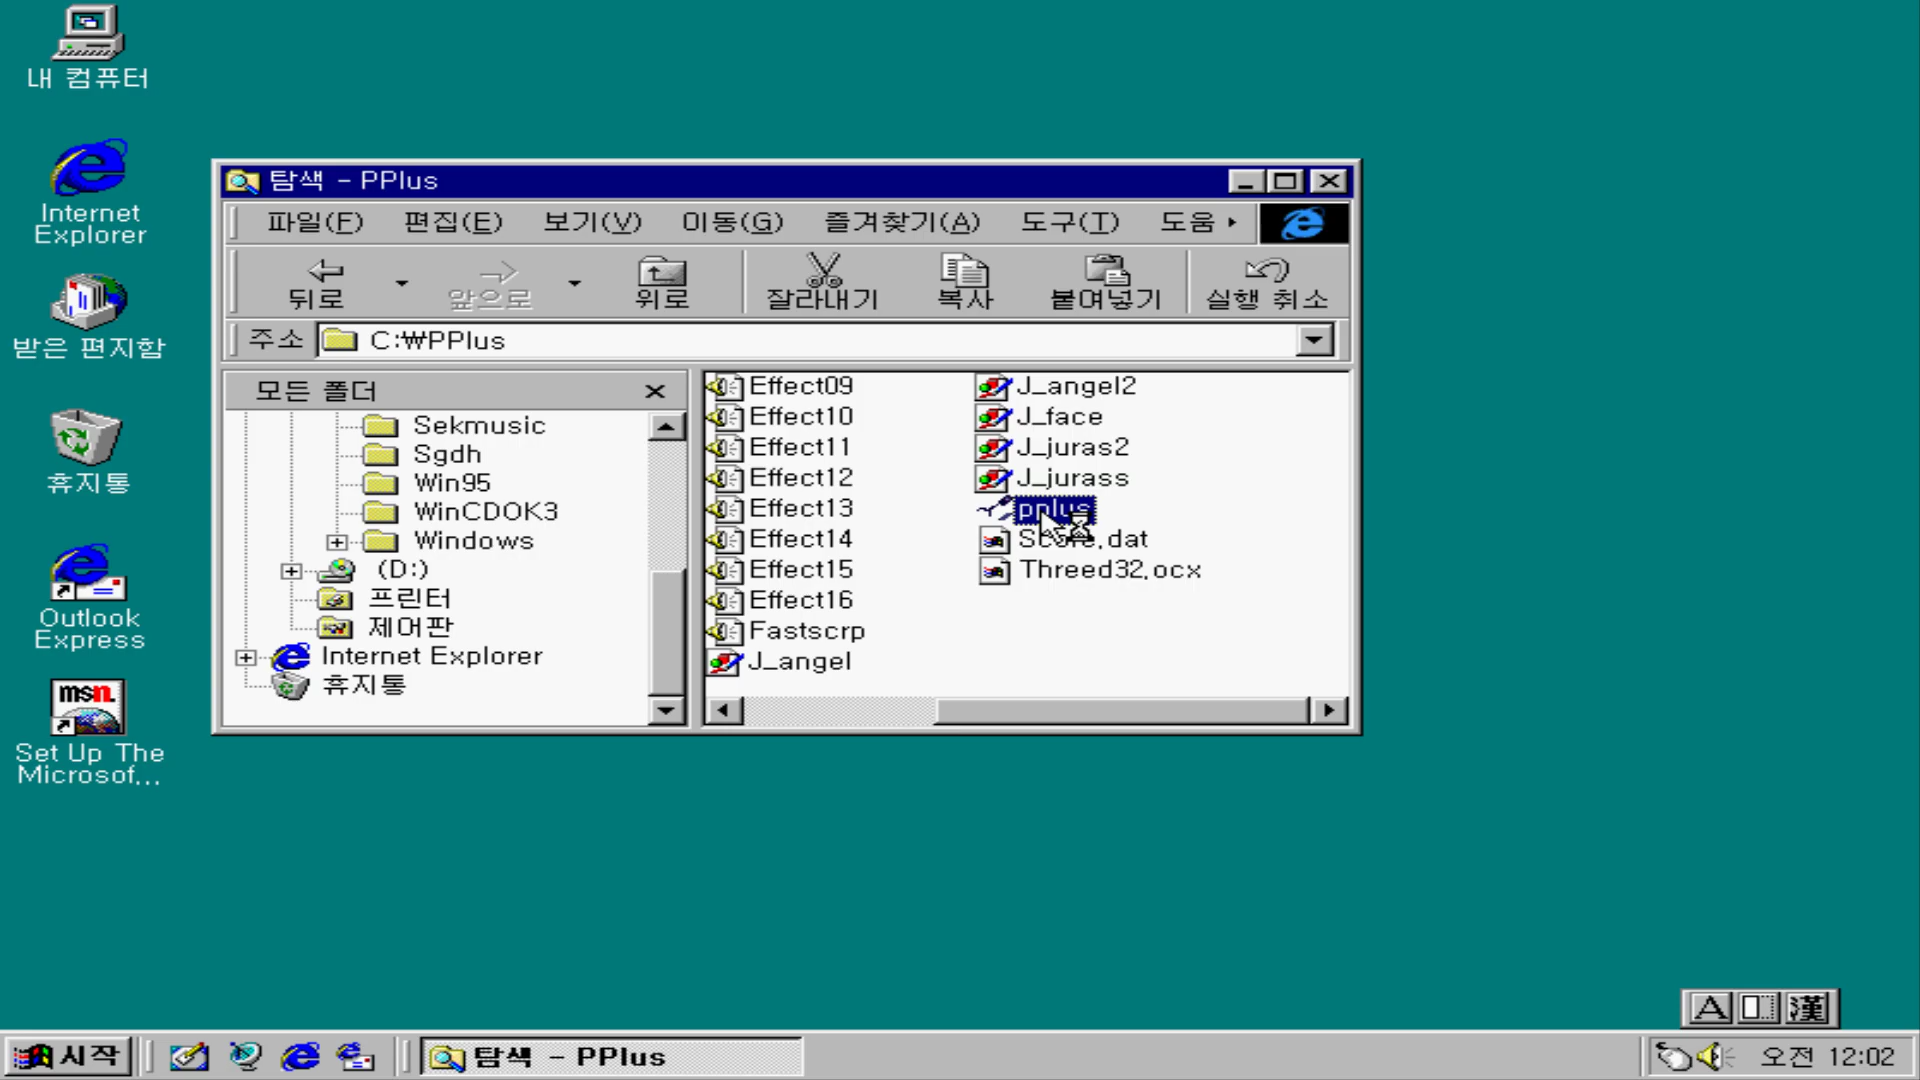 내 컴퓨터
Internet
Explorer
받은 편지함
휴지통
Outlook
Express
msn.
Set Up The
Microsof...
탐색 - PPlus
파일(F) 편집(E) 보기(V) 이동(G) 즐겨찾기(A) 도구(T) 도움
뒤로 앞으로 위로 잘라내기 복사 붙여넣기 실행 취소
주소 C:₩PPlus
모든 폴더
Sekmusic
Sgdh
Win95
WinCDOK3
Windows
(D:)
프린터
제어판
Internet Explorer
휴지통
Effect09
Effect10
Effect11
Effect12
Effect13
Effect14
Effect15
Effect16
Fastscrp
J_angel
J_angel2
J_face
J_juras2
J_jurass
pplus
Score.dat
Threed32.ocx
A 漢
시작 탐색 - PPlus 오전 12:02